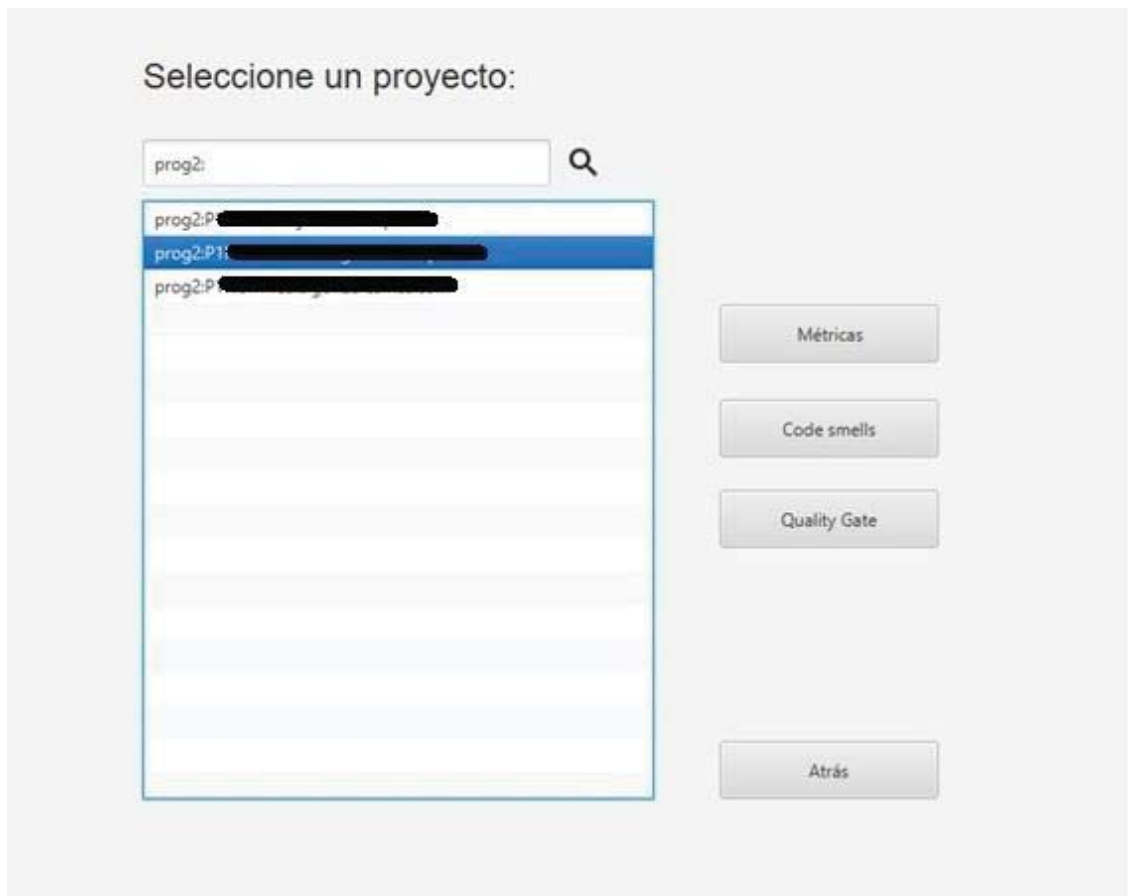 Seleccione un proyecto:
prog2:
prog2:P
prog2:P1:
prog2:P
Métricas
Code smells
Quality Gate
Atrás